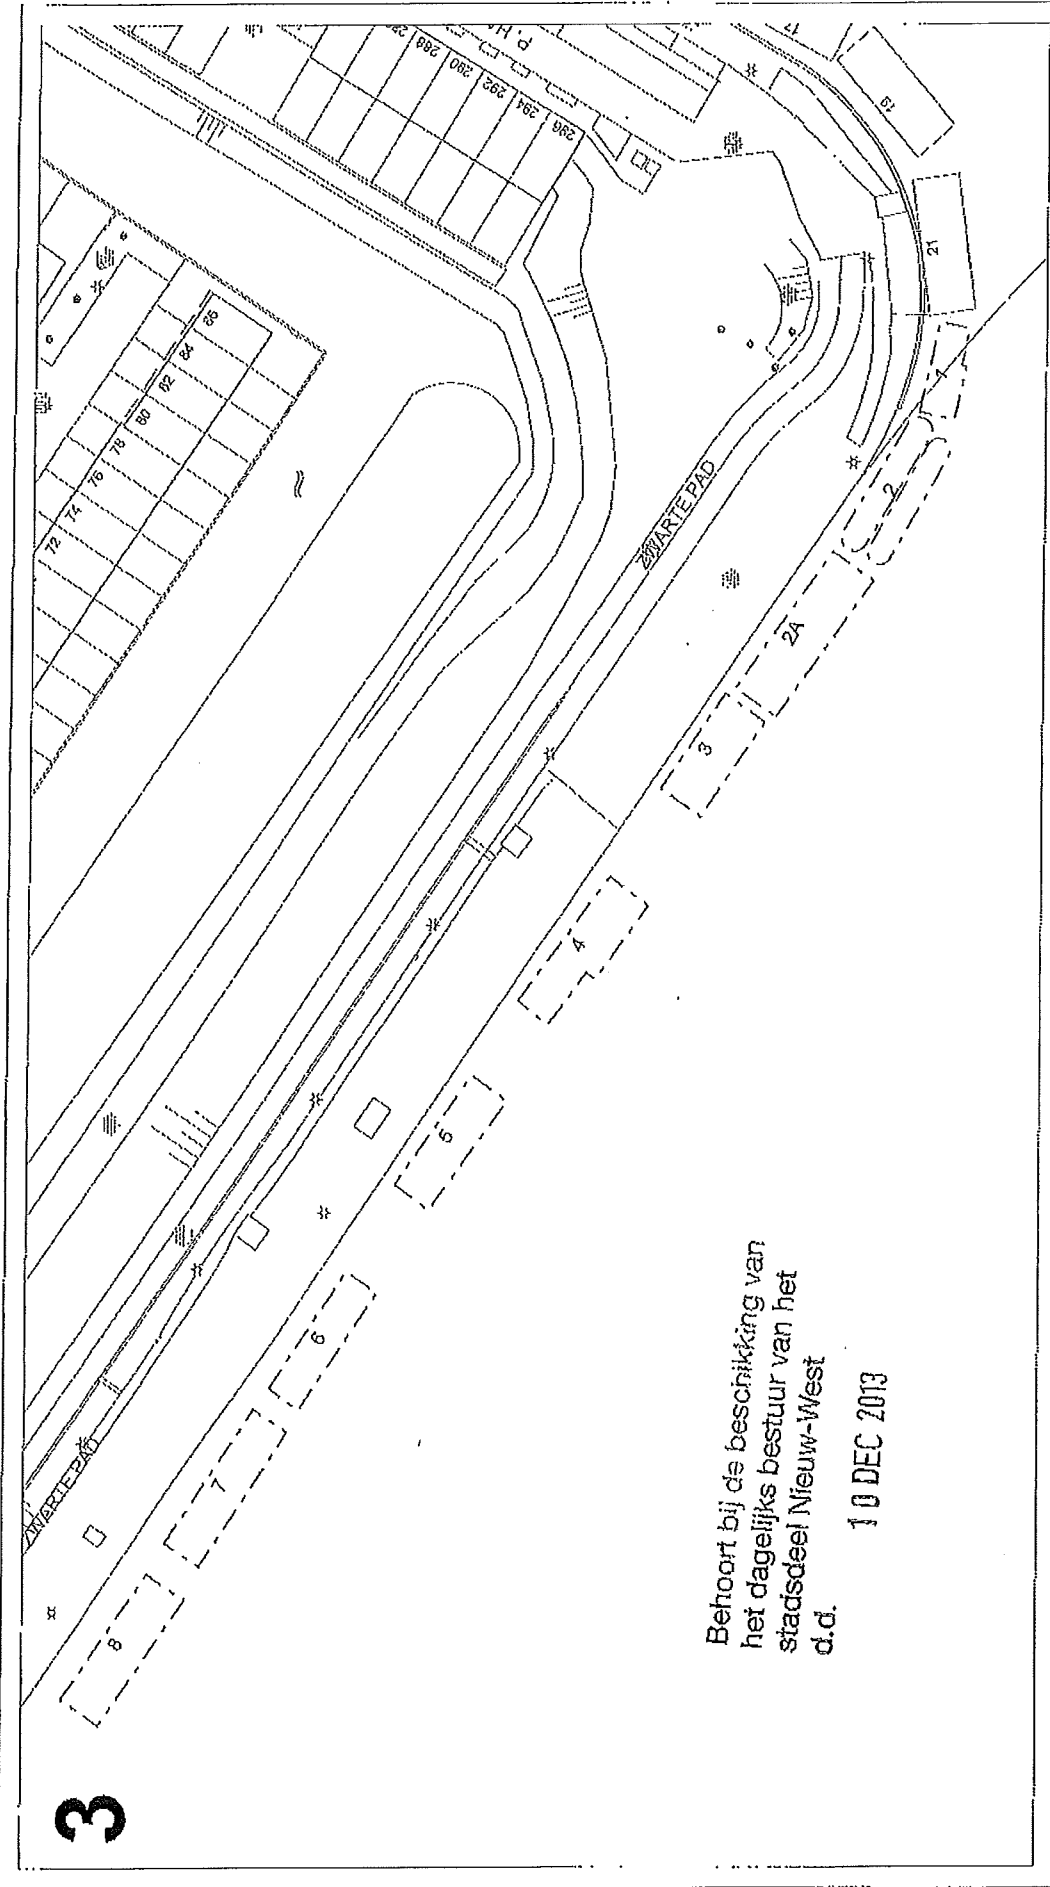 3
72
74
76
78
80
82
84
86
288
290
292
294
296
P. H
17
19
21
1
2
2A
3
4
5
6
7
8
ZWARTE PAD
ZWARTE PAD
Behoort bij de beschikking van
het dagelijks bestuur van het
stadsdeel Nieuw-West
d.d.
10 DEC 2013